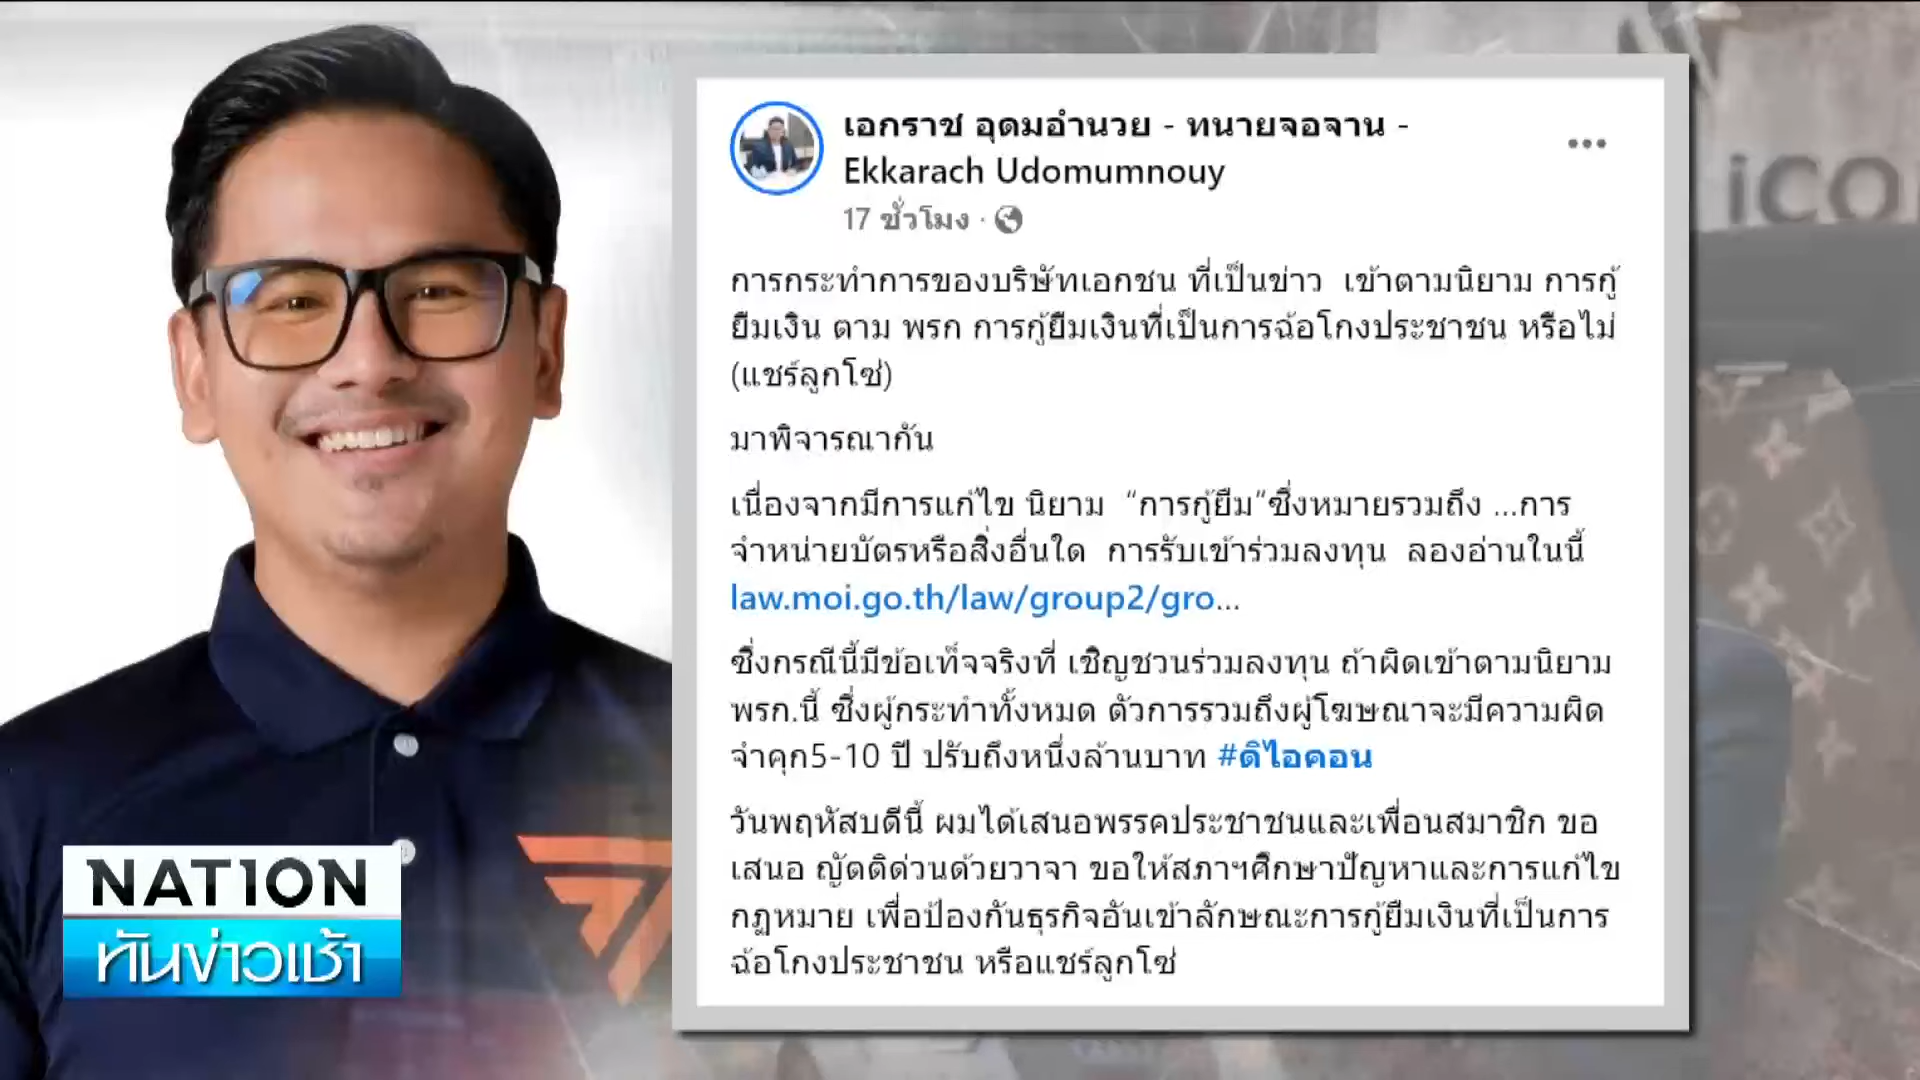 เอกราช อุดมอำนวย - ทนายจอจาน -
Ekkarach Udomumnouy
17 ชั่วโมง ·
การกระทำการของบริษัทเอกชน ที่เป็นข่าว เข้าตามนิยาม การกู้
ยืมเงิน ตาม พรก การกู้ยืมเงินที่เป็นการฉ้อโกงประชาชน หรือไม่
(แชร์ลูกโซ่)
มาพิจารณากัน
เนื่องจากมีการแก้ไข นิยาม “การกู้ยืม”ซึ่งหมายรวมถึง ...การ
จำหน่ายบัตรหรือสิ่งอื่นใด การรับเข้าร่วมลงทุน ลองอ่านในนี้
law.moi.go.th/law/group2/gro...
ซึ่งกรณีนี้มีข้อเท็จจริงที่ เชิญชวนร่วมลงทุน ถ้าผิดเข้าตามนิยาม
พรก.นี้ ซึ่งผู้กระทำทั้งหมด ตัวการรวมถึงผู้โฆษณาจะมีความผิด
จำคุก5-10 ปี ปรับถึงหนึ่งล้านบาท #ดิไอคอน
วันพฤหัสบดีนี้ ผมได้เสนอพรรคประชาชนและเพื่อนสมาชิก ขอ
เสนอ ญัตติด่วนด้วยวาจา ขอให้สภาฯศึกษาปัญหาและการแก้ไข
กฎหมาย เพื่อป้องกันธุรกิจอันเข้าลักษณะการกู้ยืมเงินที่เป็นการ
ฉ้อโกงประชาชน หรือแชร์ลูกโซ่
NATION
ทันข่าวเช้า